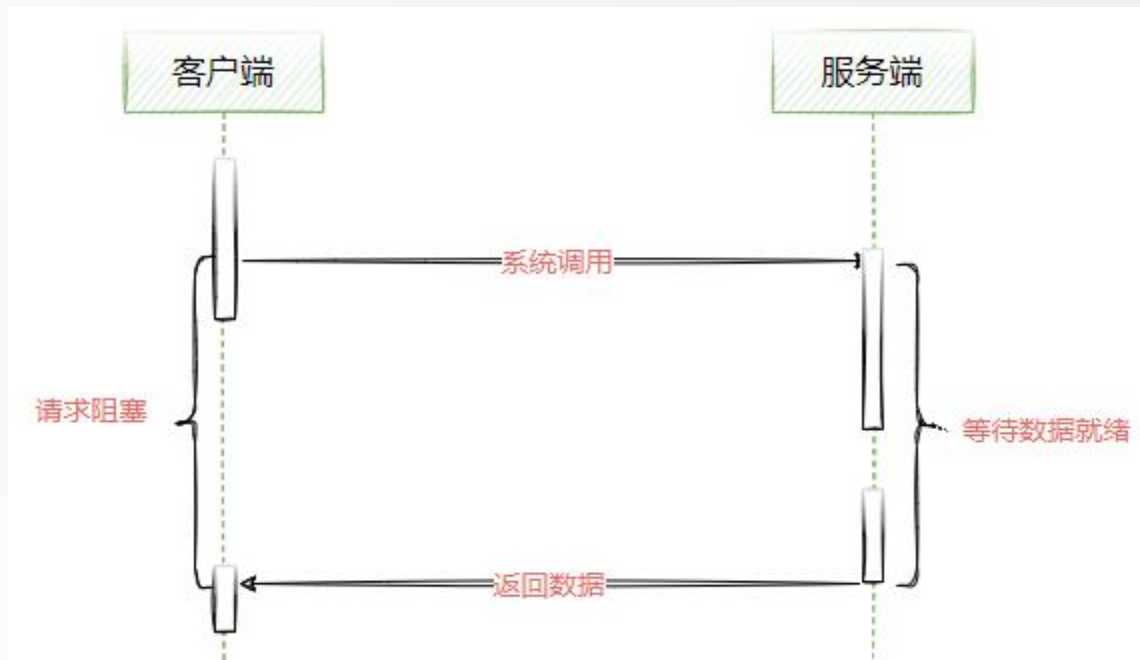 客户端
服务端
系统调用
请求阻塞
等待数据就绪
返回数据